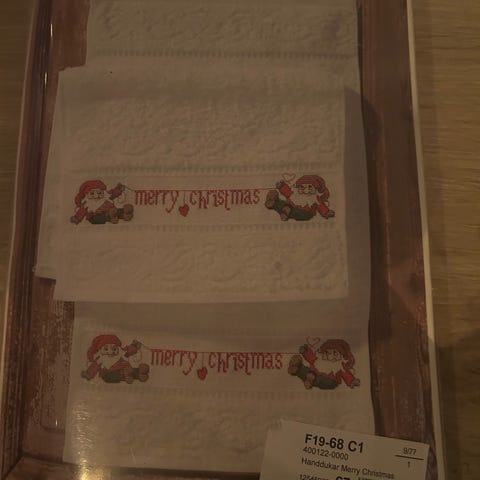 merry christmas
merry christmas
F19-68 C1
9/77
400122-0000
1
Handdukar Merry Christmas